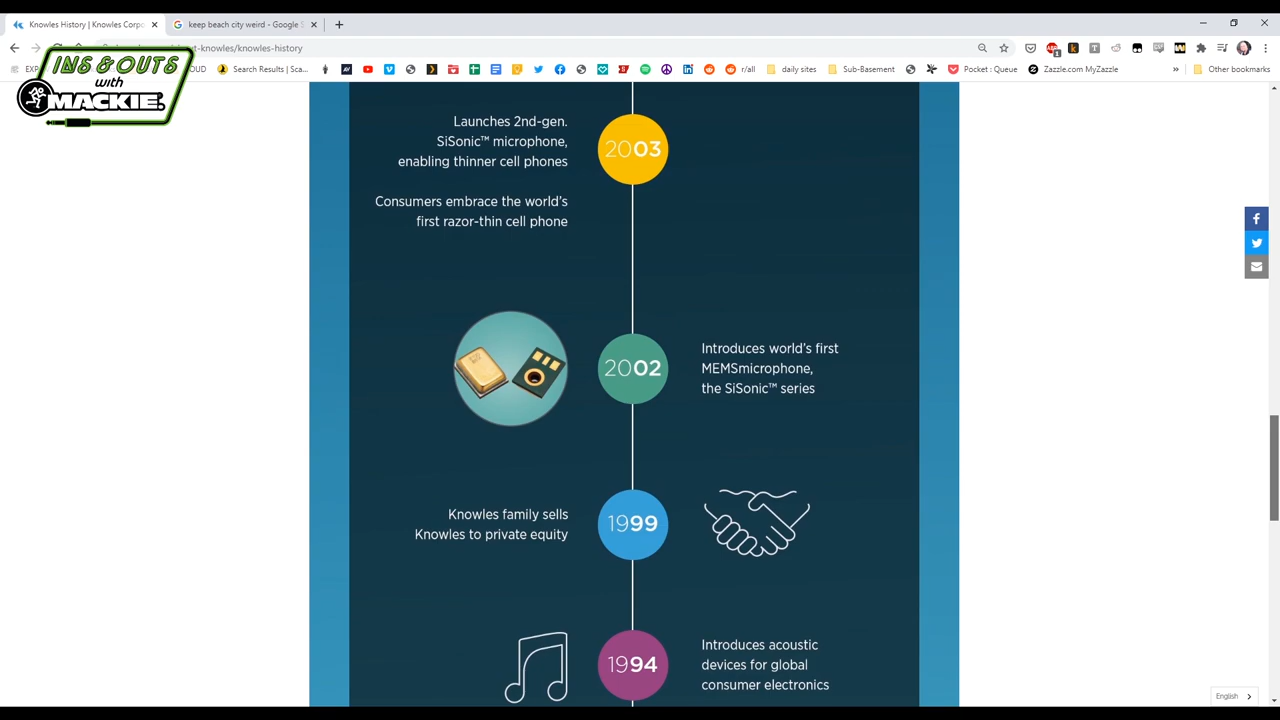 Knowles History | Knowles Corpo
keep beach city weird - Google S
-knowles/knowles-history
INS & OUTS
with
MACKIE.
EXP
OUD
Search Results | Sca...
r/all
daily sites
Sub-Basement
Pocket : Queue
Zazzle.com MyZazzle
Other bookmarks
Launches 2nd-gen.
SiSonic™ microphone,
enabling thinner cell phones
2003
Consumers embrace the world's
first razor-thin cell phone
2002
Introduces world's first
MEMSmicrophone,
the SiSonic™ series
Knowles family sells
Knowles to private equity
1999
1994
Introduces acoustic
devices for global
consumer electronics
English